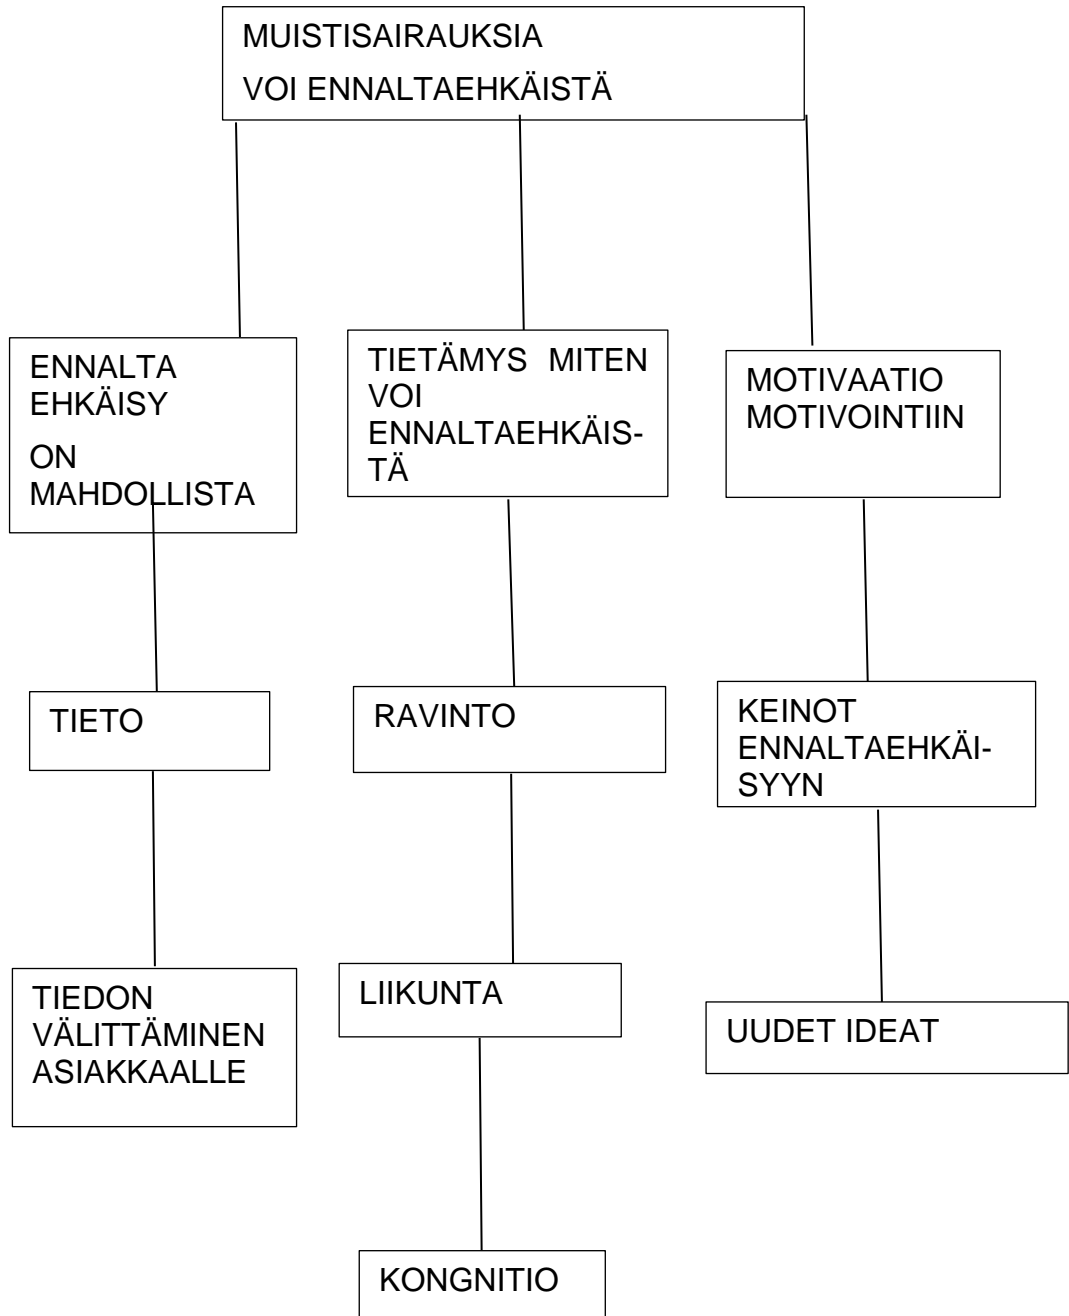 MUISTISAIRAUKSIA
VOI ENNALTAEHKÄISTÄ
ENNALTA
EHKÄISY
ON
MAHDOLLISTA
TIETÄMYS MITEN
VOI
ENNALTAEHKÄIS-
TÄ
MOTIVAATIO
MOTIVOINTIIN
TIETO
RAVINTO
KEINOT
ENNALTAEHKÄI-
SYYN
TIEDON
VÄLITTÄMINEN
ASIAKKAALLE
LIIKUNTA
UUDET IDEAT
KONGNITIO